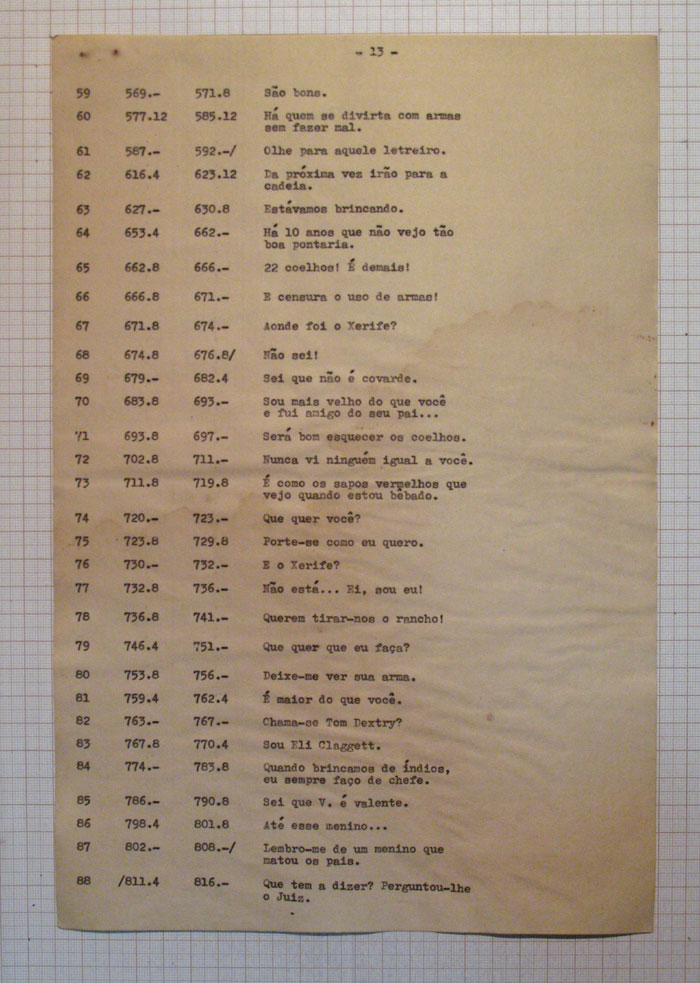 - 13 -
59 569.- 571.8 São bons.
60 577.12 585.12 Há quem se divirta com armas
sem fazer mal.
61 587.- 592.-/ Olhe para aquele letreiro.
62 616.4 623.12 Da próxima vez irão para a
cadeia.
63 627.- 630.8 Estávamos brincando.
64 653.4 662.- Há 10 anos que não vejo tão
boa pontaria.
65 662.8 666.- 22 coelhos! É demais!
66 666.8 671.- E censura o uso de armas!
67 671.8 674.- Aonde foi o Xerife?
68 674.8 676.8/ Não sei!
69 679.- 682.4 Sei que não é covarde.
70 683.8 693.- Sou mais velho do que você
e fui amigo do seu pai...
71 693.8 697.- Será bom esquecer os coelhos.
72 702.8 711.- Nunca vi ninguém igual a você.
73 711.8 719.8 É como os sapos vermelhos que
vejo quando estou bêbado.
74 720.- 723.- Que quer você?
75 723.8 729.8 Porte-se como eu quero.
76 730.- 732.- E o Xerife?
77 732.8 736.- Não está... Ei, sou eu!
78 736.8 741.- Querem tirar-nos o rancho!
79 746.4 751.- Que quer que eu faça?
80 753.8 756.- Deixe-me ver sua arma.
81 759.4 762.4 É maior do que você.
82 763.- 767.- Chama-se Tom Dextry?
83 767.8 770.4 Sou Eli Claggett.
84 774.- 783.8 Quando brincamos de índios,
eu sempre faço de chefe.
85 786.- 790.8 Sei que V. é valente.
86 798.4 801.8 Até esse menino...
87 802.- 808.-/ Lembro-me de um menino que
matou os pais.
88 /811.4 816.- Que tem a dizer? Perguntou-lhe
o Juiz.